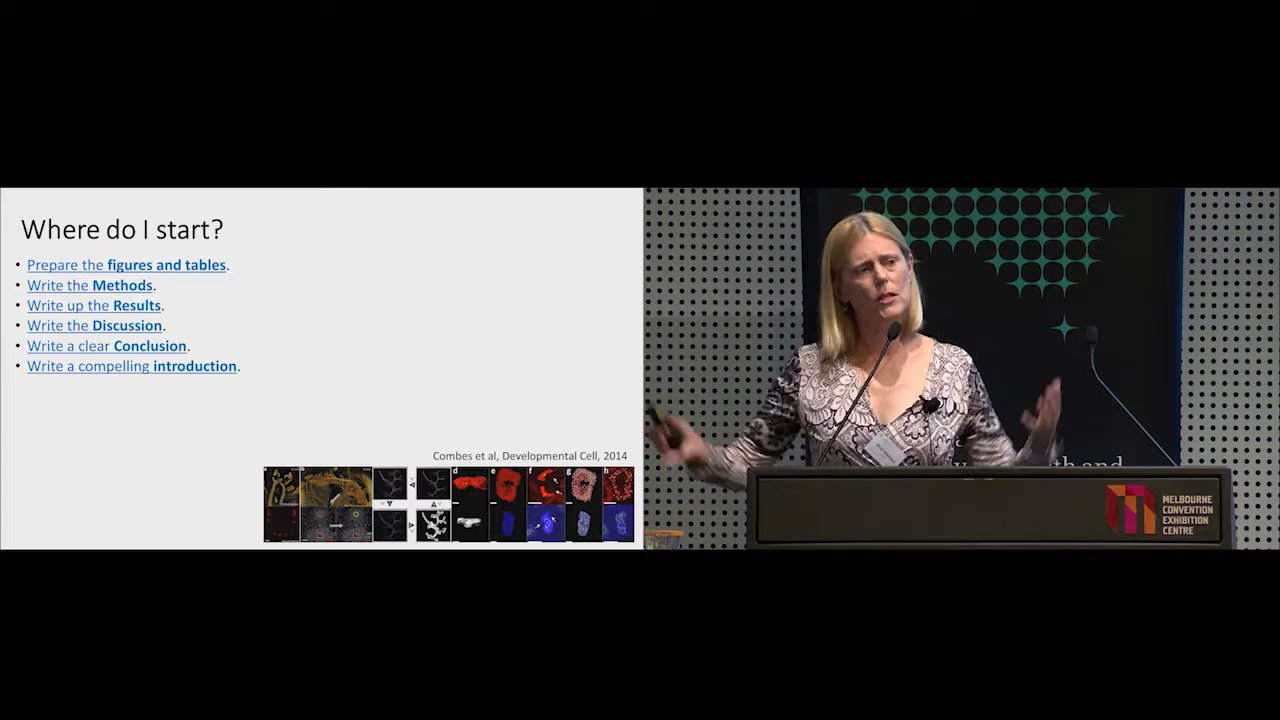 Where do I start?
• Prepare the figures and tables.
• Write the Methods.
• Write up the Results.
• Write the Discussion.
• Write a clear Conclusion.
• Write a compelling introduction.
Combes et al, Developmental Cell, 2014
d e f g h
MELBOURNE
CONVENTION
EXHIBITION
CENTRE